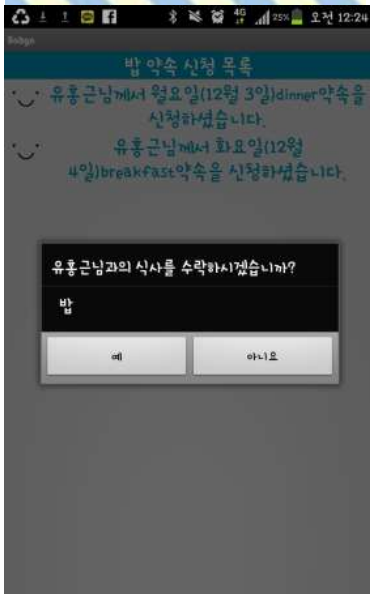 4G 25% 오전 12:24
Bobgo
밥 약속 신청 목록
유홍근님께서 월요일(12월 3일)dinner약속을
신청하셨습니다.
유홍근님께서 화요일(12월
4일)breakfast약속을 신청하셨습니다.
유홍근님과의 식사를 수락하시겠습니까?
밥
예 아니요